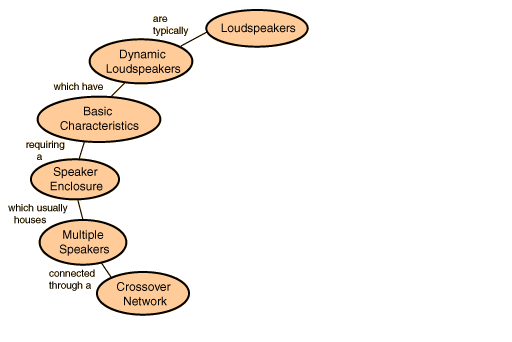 are
typically
Loudspeakers
Dynamic
Loudspeakers
which have
Basic
Characteristics
requiring
a
Speaker
Enclosure
which usually
houses
Multiple
Speakers
connected
through a
Crossover
Network